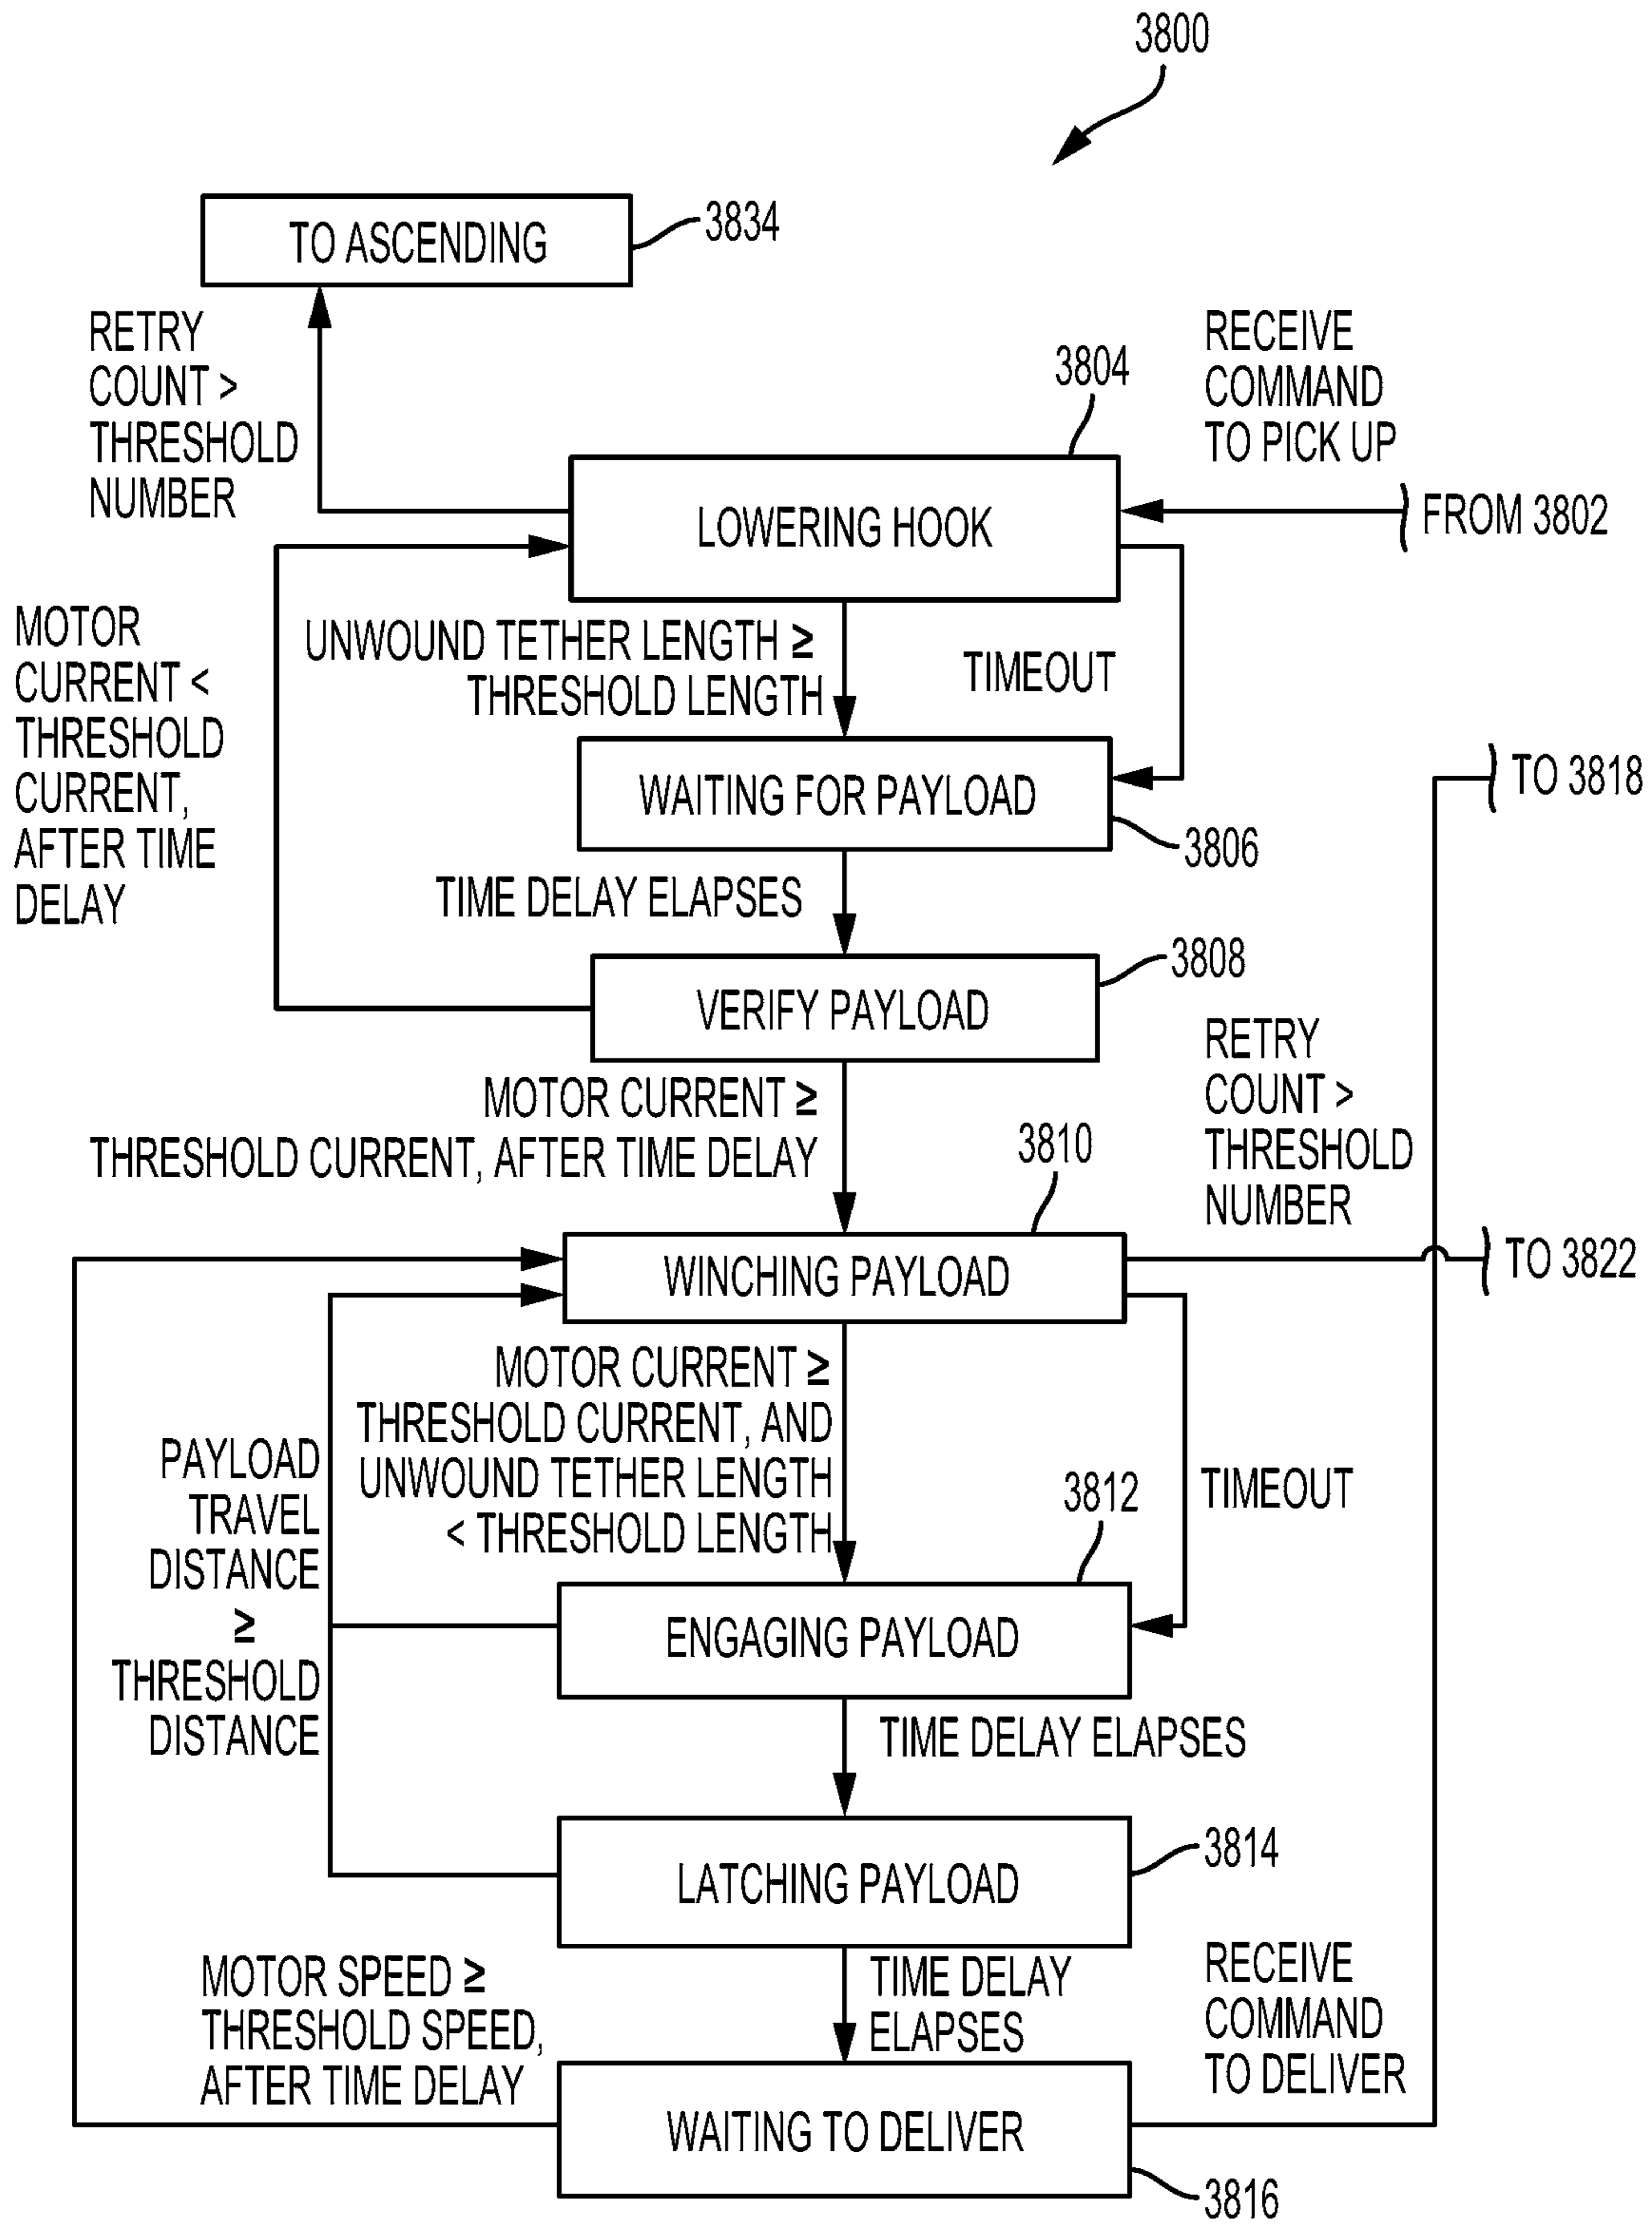 3800
TO ASCENDING
3834
RETRY
COUNT >
THRESHOLD
NUMBER
3804
RECEIVE
COMMAND
TO PICK UP
LOWERING HOOK
FROM 3802
MOTOR
CURRENT <
THRESHOLD
CURRENT,
AFTER TIME
DELAY
UNWOUND TETHER LENGTH ≥
THRESHOLD LENGTH
TIMEOUT
WAITING FOR PAYLOAD
3806
TO 3818
TIME DELAY ELAPSES
VERIFY PAYLOAD
3808
MOTOR CURRENT ≥
THRESHOLD CURRENT, AFTER TIME DELAY
3810
RETRY
COUNT >
THRESHOLD
NUMBER
WINCHING PAYLOAD
TO 3822
MOTOR CURRENT ≥
THRESHOLD CURRENT, AND
UNWOUND TETHER LENGTH
< THRESHOLD LENGTH
PAYLOAD
TRAVEL
DISTANCE
≥
THRESHOLD
DISTANCE
3812
TIMEOUT
ENGAGING PAYLOAD
TIME DELAY ELAPSES
LATCHING PAYLOAD
3814
MOTOR SPEED ≥
THRESHOLD SPEED,
AFTER TIME DELAY
TIME DELAY
ELAPSES
RECEIVE
COMMAND
TO DELIVER
WAITING TO DELIVER
3816